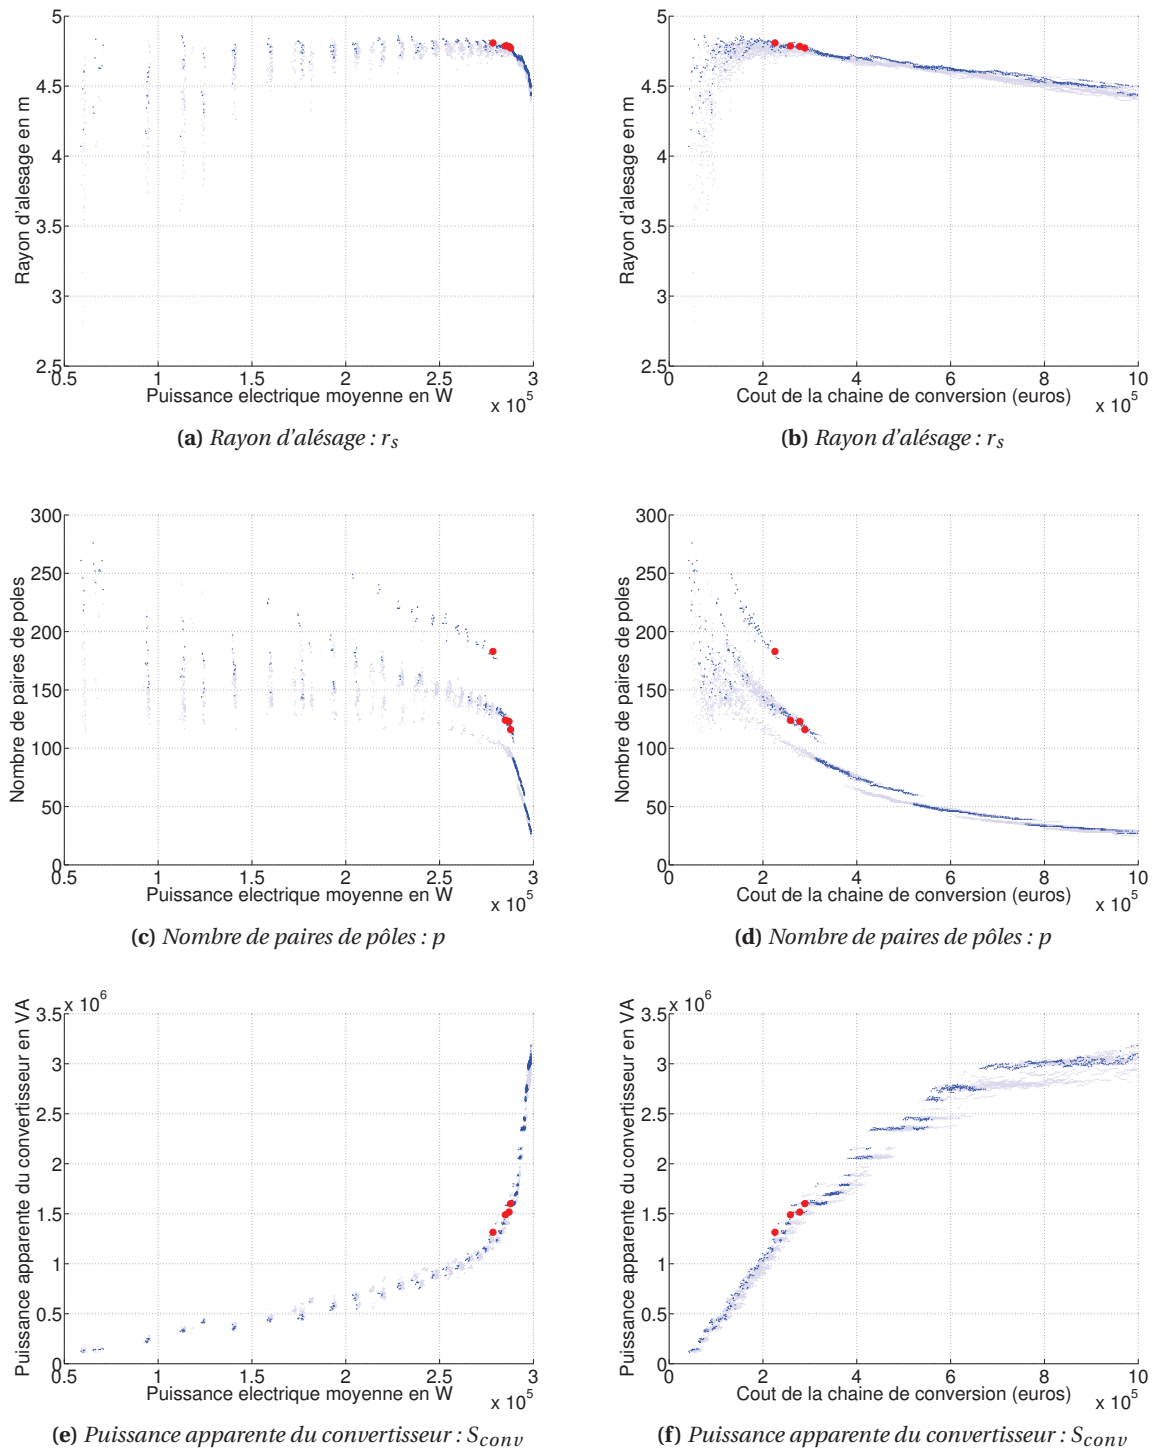 5
4.5
4
3.5
3
2.5
Rayon d'alesage en m
0.5 1 1.5 2 2.5 3
Puissance electrique moyenne en W
x 10^5
(a) Rayon d'alésage : r_s
5
4.5
4
3.5
3
2.5
Rayon d'alesage en m
0 2 4 6 8 10
Cout de la chaine de conversion (euros)
x 10^5
(b) Rayon d'alésage : r_s
300
250
200
150
100
50
0
Nombre de paires de poles
0.5 1 1.5 2 2.5 3
Puissance electrique moyenne en W
x 10^5
(c) Nombre de paires de pôles : p
300
250
200
150
100
50
0
Nombre de paires de poles
0 2 4 6 8 10
Cout de la chaine de conversion (euros)
x 10^5
(d) Nombre de paires de pôles : p
x 10^6
3.5
3
2.5
2
1.5
1
0.5
0
Puissance apparente du convertisseur en VA
0.5 1 1.5 2 2.5 3
Puissance electrique moyenne en W
x 10^5
(e) Puissance apparente du convertisseur : S_conv
x 10^6
3.5
3
2.5
2
1.5
1
0.5
0
Puissance apparente du convertisseur en VA
0 2 4 6 8 10
Cout de la chaine de conversion (euros)
x 10^5
(f) Puissance apparente du convertisseur : S_conv